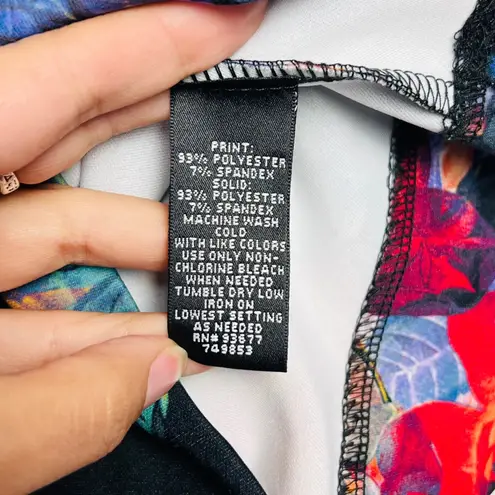 PRINT:
93% POLYESTER
7% SPANDEX
SOLID:
93% POLYESTER
7% SPANDEX
MACHINE WASH
COLD
WITH LIKE COLORS
USE ONLY NON-
CHLORINE BLEACH
WHEN NEEDED
TUMBLE DRY LOW
IRON ON
LOWEST SETTING
AS NEEDED
RN# 93677
749853